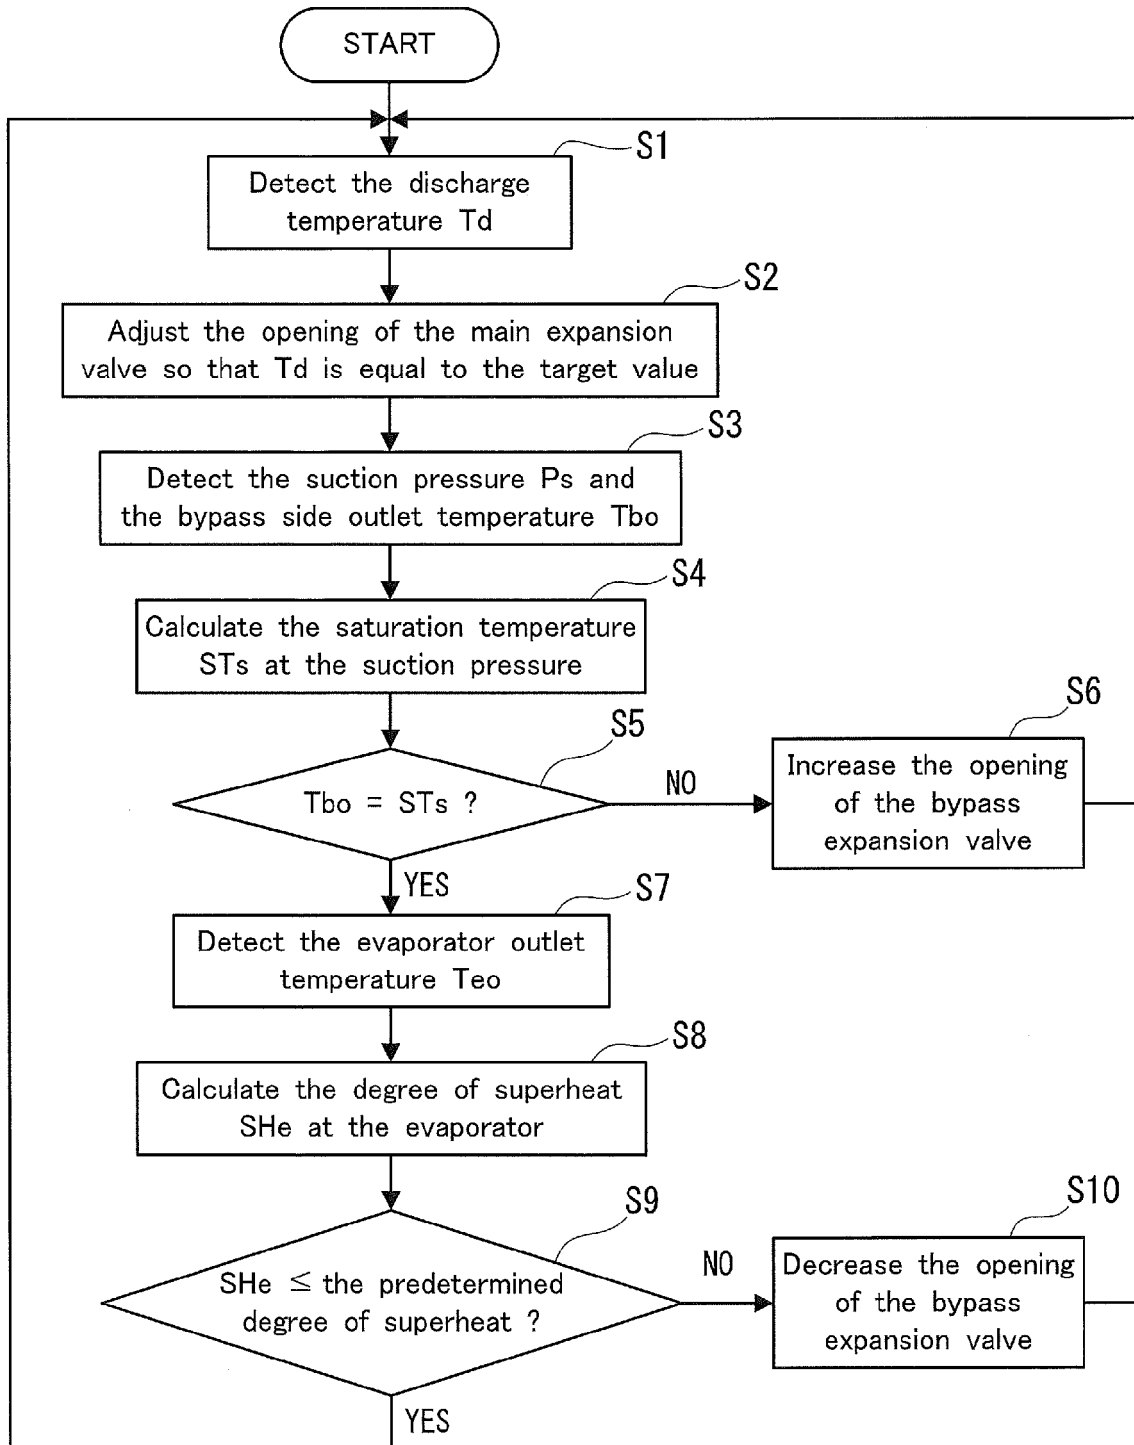 START
S1
Detect the discharge
temperature Td
S2
Adjust the opening of the main expansion
valve so that Td is equal to the target value
S3
Detect the suction pressure Ps and
the bypass side outlet temperature Tbo
S4
Calculate the saturation temperature
STs at the suction pressure
S5
Tbo = STs ?
NO
S6
Increase the opening
of the bypass
expansion valve
YES
S7
Detect the evaporator outlet
temperature Teo
S8
Calculate the degree of superheat
SHe at the evaporator
S9
SHe ≦ the predetermined
degree of superheat ?
NO
S10
Decrease the opening
of the bypass
expansion valve
YES